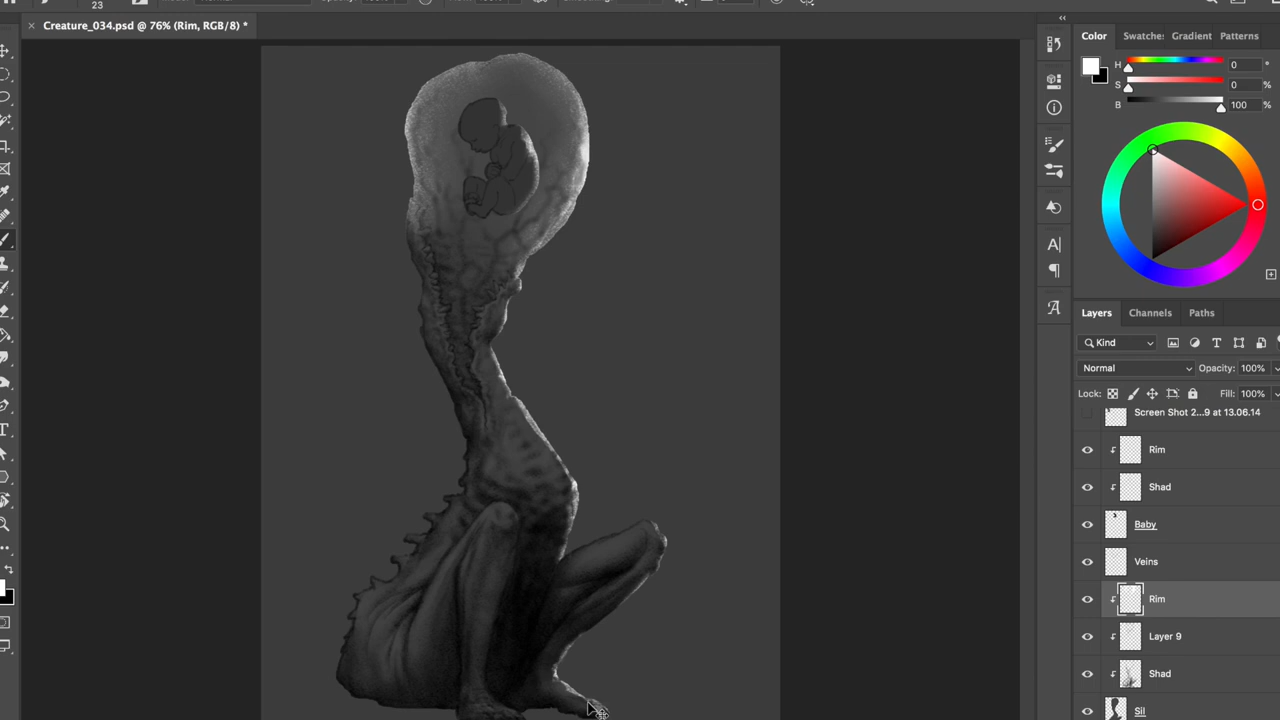 Creature_034.psd @ 76% (Rim, RGB/8) *
23
Color Swatches Gradient Patterns
H 0 °
S 0 %
B 100 %
Layers Channels Paths
Kind
Normal Opacity: 100%
Lock: Fill: 100%
Screen Shot 2...9 at 13.06.14
Rim
Shad
Baby
Veins
Rim
Layer 9
Shad
Sil